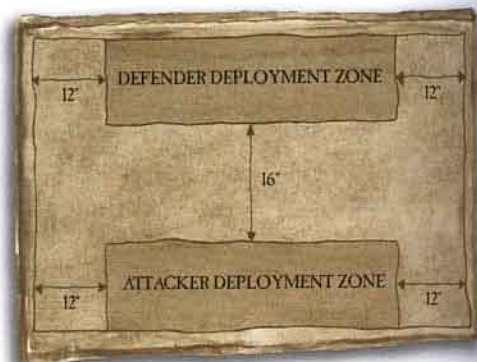 DEFENDER DEPLOYMENT ZONE
12" 12"
16"
ATTACKER DEPLOYMENT ZONE
12" 12"